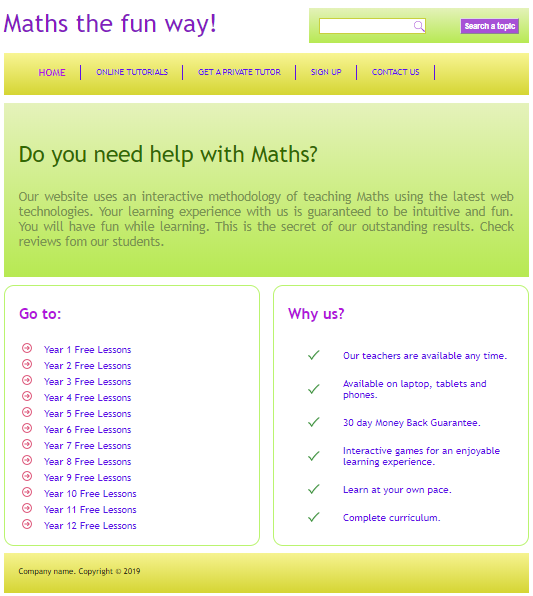 Maths the fun way!
Search a topic
HOME
ONLINE TUTORIALS
GET A PRIVATE TUTOR
SIGN UP
CONTACT US
Do you need help with Maths?
Our website uses an interactive methodology of teaching Maths using the latest web
technologies. Your learning experience with us is guaranteed to be intuitive and fun.
You will have fun while learning. This is the secret of our outstanding results. Check
reviews fom our students.
Go to:
Year 1 Free Lessons
Year 2 Free Lessons
Year 3 Free Lessons
Year 4 Free Lessons
Year 5 Free Lessons
Year 6 Free Lessons
Year 7 Free Lessons
Year 8 Free Lessons
Year 9 Free Lessons
Year 10 Free Lessons
Year 11 Free Lessons
Year 12 Free Lessons
Why us?
Our teachers are available any time.
Available on laptop, tablets and
phones.
30 day Money Back Guarantee.
Interactive games for an enjoyable
learning experience.
Learn at your own pace.
Complete curriculum.
Company name. Copyright © 2019